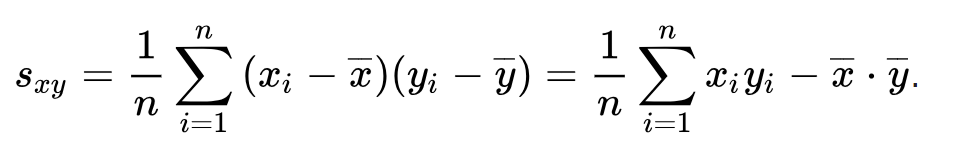 $s_{xy} = \frac{1}{n} \sum_{i=1}^{n} (x_i - \overline{x})(y_i - \overline{y}) = \frac{1}{n} \sum_{i=1}^{n} x_i y_i - \overline{x} \cdot \overline{y}.$